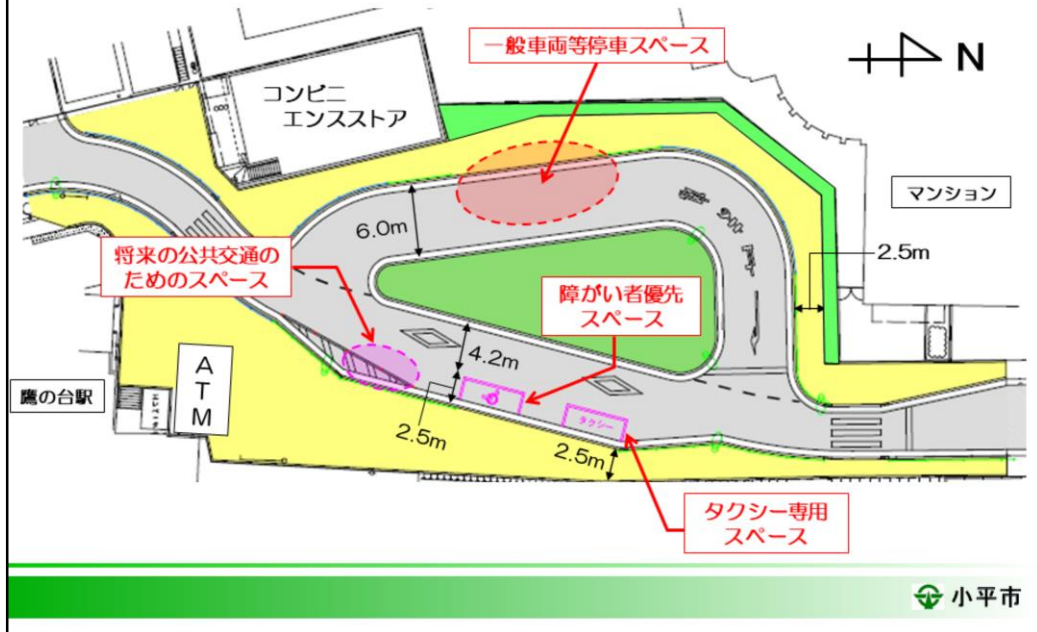 一般車両等停車スペース
N
コンビニ
エンスストア
マンション
6.0m
2.5m
将来の公共交通の
ためのスペース
障がい者優先
スペース
4.2m
ATM
鷹の台駅
2.5m
タクシー
2.5m
タクシー専用
スペース
小平市